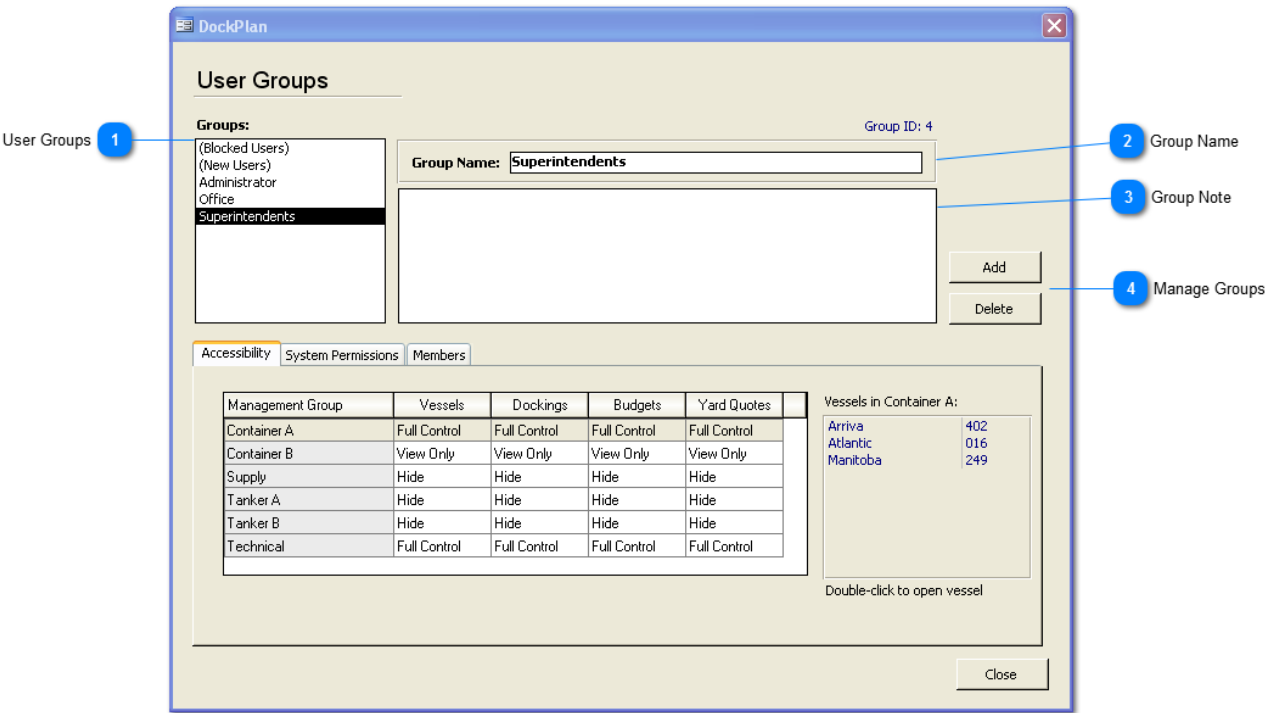 DockPlan
User Groups
Groups:
Group ID: 4
User Groups 1
(Blocked Users)
(New Users)
Administrator
Office
Superintendents
Group Name: Superintendents
2 Group Name
3 Group Note
Add
4 Manage Groups
Delete
Accessibility System Permissions Members
Management Group Vessels Dockings Budgets Yard Quotes
Container A Full Control Full Control Full Control Full Control
Container B View Only View Only View Only View Only
Supply Hide Hide Hide Hide
Tanker A Hide Hide Hide Hide
Tanker B Hide Hide Hide Hide
Technical Full Control Full Control Full Control Full Control
Vessels in Container A:
Arriva 402
Atlantic 016
Manitoba 249
Double-click to open vessel
Close